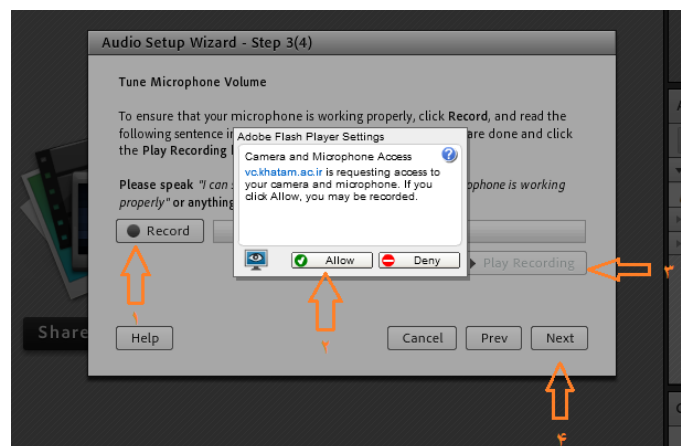 Audio Setup Wizard - Step 3(4)
Tune Microphone Volume
To ensure that your microphone is working properly, click Record, and read the
following sentence i
are done and click
the Play Recording
Adobe Flash Player Settings
Camera and Microphone Access
vc.khatam.ac.ir is requesting access to
your camera and microphone. If you
click Allow, you may be recorded.
Please speak "I can
ophone is working
properly" or anything
Record
Allow
Deny
Play Recording
۳
۱
۲
Share
Help
Cancel
Prev
Next
۴